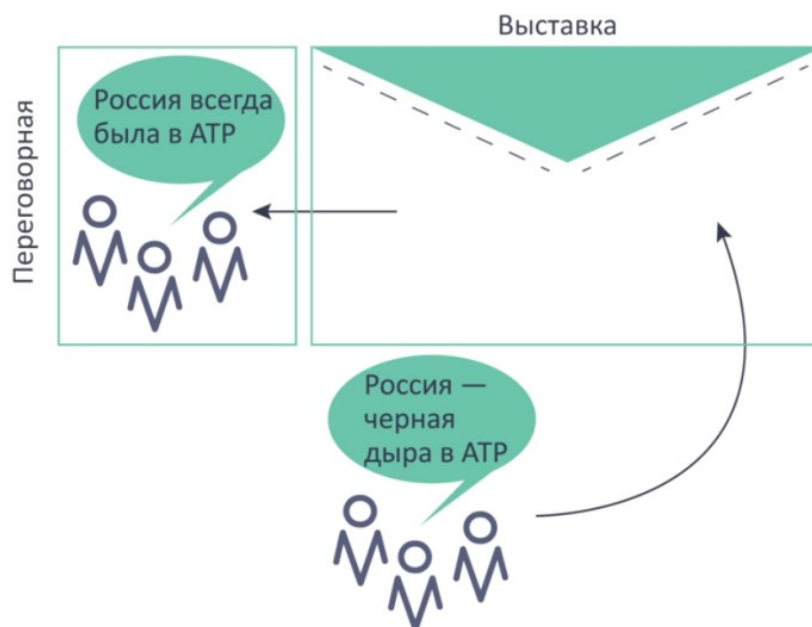 Выставка
Переговорная
Россия всегда
была в АТР
Россия —
черная
дыра в АТР